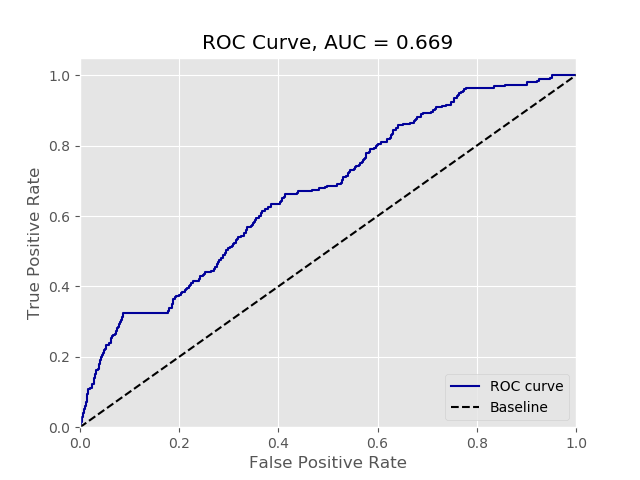 ROC Curve, AUC = 0.669
1.0
0.8
0.6
0.4
0.2
0.0
True Positive Rate
0.0 0.2 0.4 0.6 0.8 1.0
False Positive Rate
ROC curve
Baseline